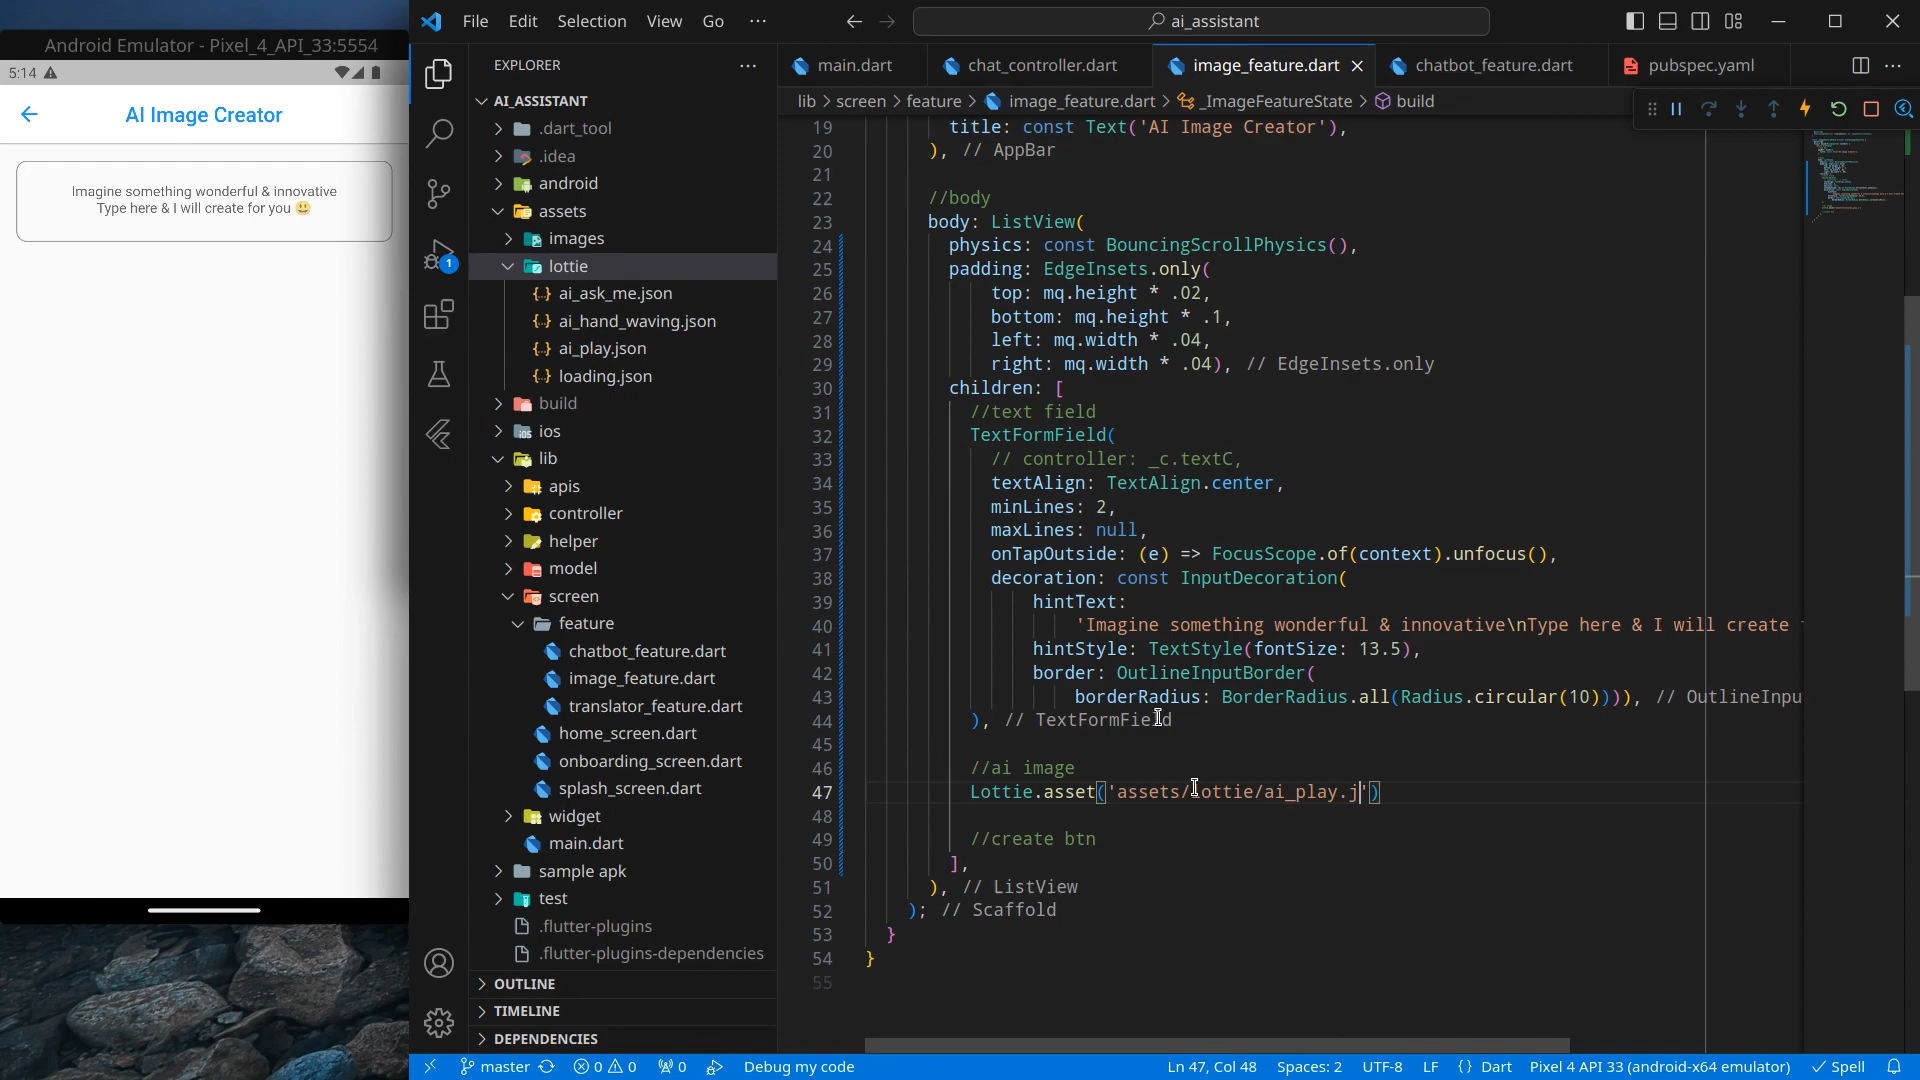 Android Emulator - Pixel_4_API_33:5554
5:14
AI Image Creator
Imagine something wonderful & innovative
Type here & I will create for you 😃
File Edit Selection View Go ···
ai_assistant
EXPLORER
AI_ASSISTANT
.dart_tool
.idea
android
assets
images
lottie
ai_ask_me.json
ai_hand_waving.json
ai_play.json
loading.json
build
ios
lib
apis
controller
helper
model
screen
feature
chatbot_feature.dart
image_feature.dart
translator_feature.dart
home_screen.dart
onboarding_screen.dart
splash_screen.dart
widget
main.dart
sample apk
test
.flutter-plugins
.flutter-plugins-dependencies
OUTLINE
TIMELINE
DEPENDENCIES
1
main.dart chat_controller.dart image_feature.dart chatbot_feature.dart pubspec.yaml
lib > screen > feature > image_feature.dart > _ImageFeatureState > build
19 title: const Text('AI Image Creator'),
20 ), // AppBar
21
22 //body
23 body: ListView(
24 physics: const BouncingScrollPhysics(),
25 padding: EdgeInsets.only(
26 top: mq.height * .02,
27 bottom: mq.height * .1,
28 left: mq.width * .04,
29 right: mq.width * .04), // EdgeInsets.only
30 children: [
31 //text field
32 TextFormField(
33 // controller: _c.textC,
34 textAlign: TextAlign.center,
35 minLines: 2,
36 maxLines: null,
37 onTapOutside: (e) => FocusScope.of(context).unfocus(),
38 decoration: const InputDecoration(
39 hintText:
40 'Imagine something wonderful & innovative\nType here & I will create
41 hintStyle: TextStyle(fontSize: 13.5),
42 border: OutlineInputBorder(
43 borderRadius: BorderRadius.all(Radius.circular(10)))), // OutlineInpu
44 ), // TextFormField
45
46 //ai image
47 Lottie.asset('assets/lottie/ai_play.j')
48
49 //create btn
50 ],
51 ), // ListView
52 ); // Scaffold
53 }
54 }
55
master 0 0 0 Debug my code Ln 47, Col 48 Spaces: 2 UTF-8 LF {} Dart Pixel 4 API 33 (android-x64 emulator) Spell